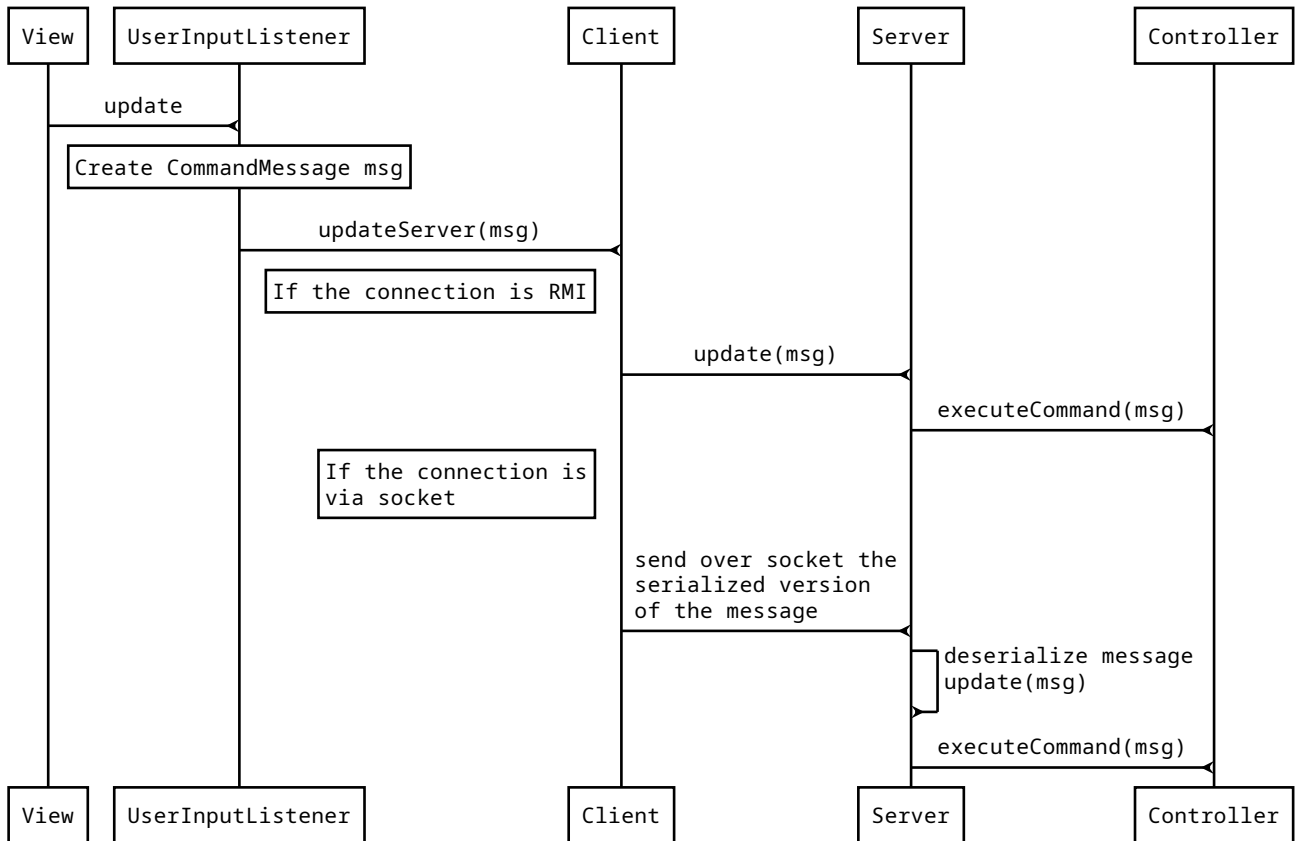 View
UserInputListener
Client
Server
Controller
update
Create CommandMessage msg
updateServer(msg)
If the connection is RMI
update(msg)
executeCommand(msg)
If the connection is
via socket
send over socket the
serialized version
of the message
deserialize message
update(msg)
executeCommand(msg)
View
UserInputListener
Client
Server
Controller